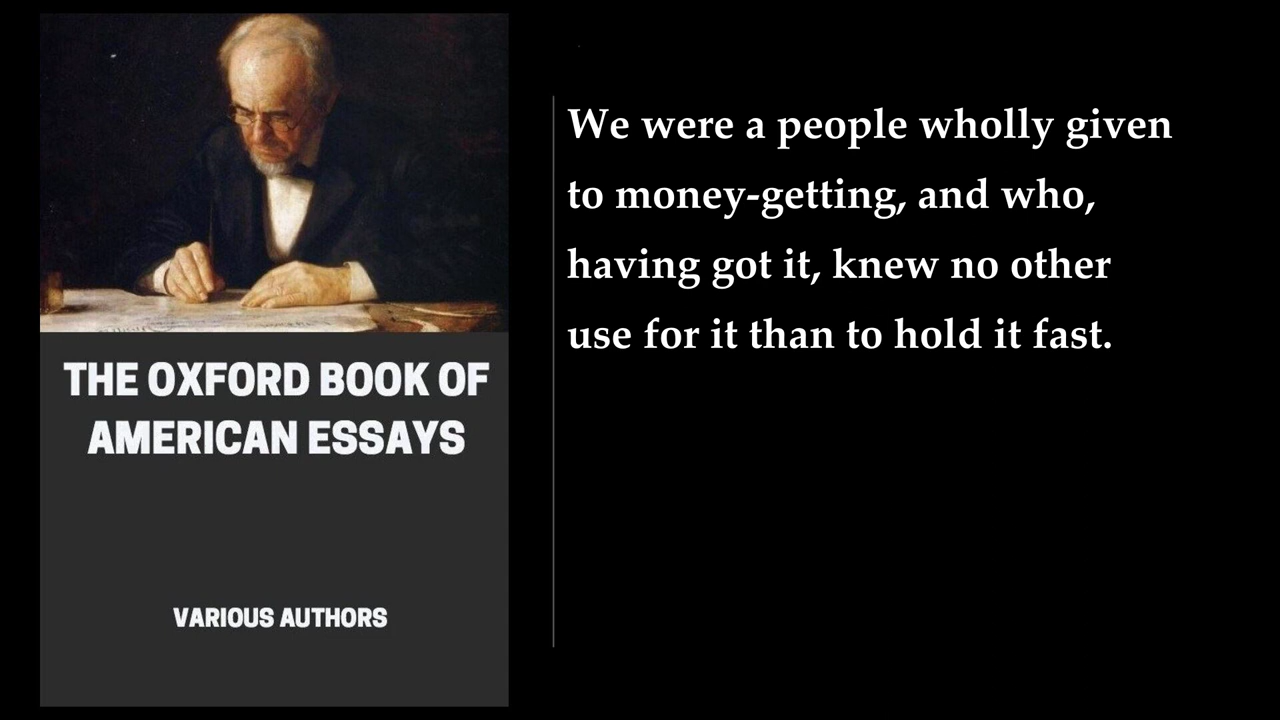 THE OXFORD BOOK OF
AMERICAN ESSAYS
VARIOUS AUTHORS
We were a people wholly given
to money-getting, and who,
having got it, knew no other
use for it than to hold it fast.